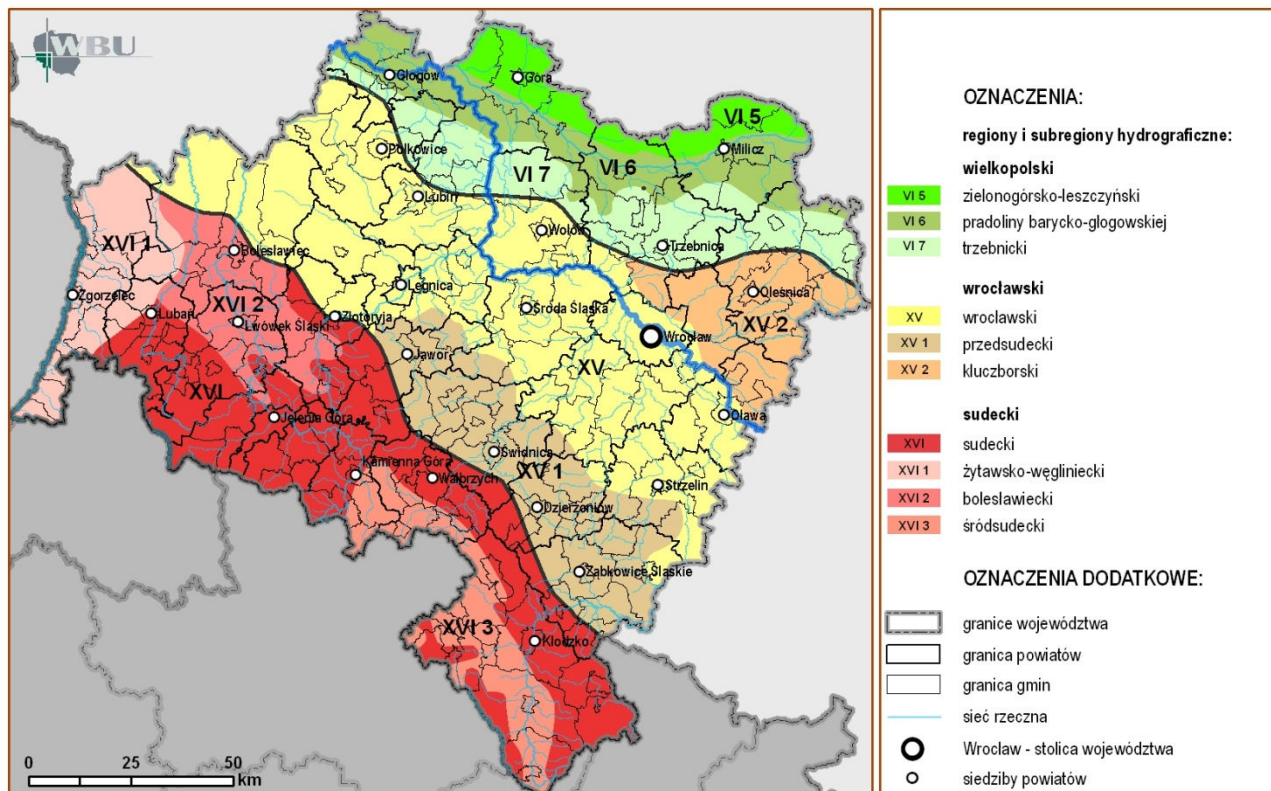 WBU
Głogów
Góra
VI 5
Polkowice
VI 6
Milicz
VI 7
Lubin
Wołów
Trzebnica
XVI 1
Bolesławiec
Legnica
Oleśnica
Zgorzelec
Lubań
XVI 2
Lwówek Śląski
Złotoryja
Środa Śląska
XV 2
Wrocław
Jawor
XV
XVI
Jelenia Góra
Oława
Świdnica
Kamienna Góra
Wałbrzych
XV 1
Strzelin
Dzierżoniów
Ząbkowice Śląskie
XVI 3
Kłodzko
0 25 50
km
OZNACZENIA:
regiony i subregiony hydrograficzne:
wielkopolski
VI 5 zielonogórsko-leszczyński
VI 6 pradoliny barycko-głogowskiej
VI 7 trzebnicki
wrocławski
XV wrocławski
XV 1 przedsudecki
XV 2 kluczborski
sudecki
XVI sudecki
XVI 1 żytawsko-węgliniecki
XVI 2 bolesławiecki
XVI 3 śródsudecki
OZNACZENIA DODATKOWE:
granice województwa
granica powiatów
granica gmin
sieć rzeczna
Wrocław - stolica województwa
siedziby powiatów